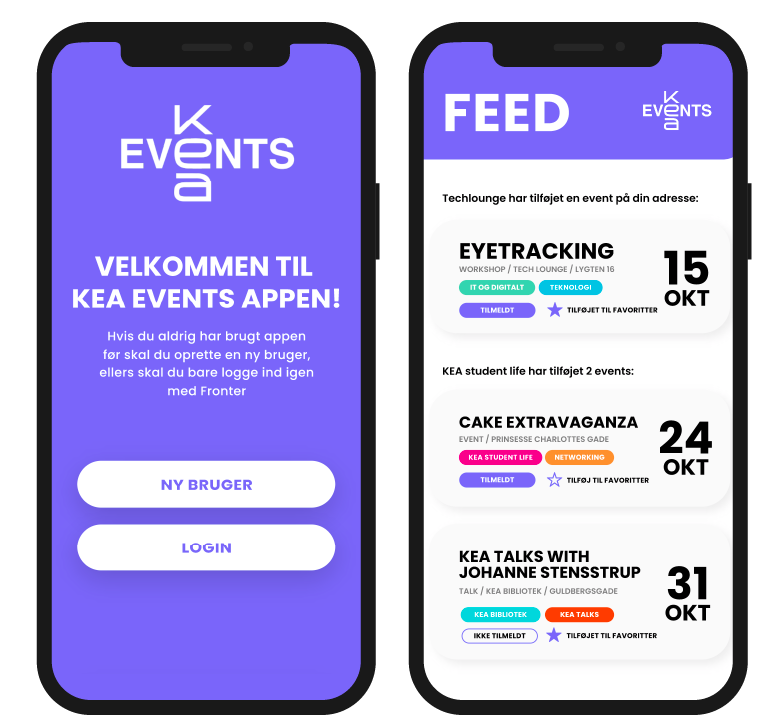 K
EVENTS
ea
VELKOMMEN TIL
KEA EVENTS APPEN!
Hvis du aldrig har brugt appen
før skal du oprette en ny bruger,
ellers skal du bare logge ind igen
med Fronter
NY BRUGER
LOGIN
FEED
K
EVENTS
ea
Techlounge har tilføjet en event på din adresse:
EYETRACKING
WORKSHOP / TECH LOUNGE / LYGTEN 16
IT OG DIGITALT TEKNOLOGI
TILMELDT TILFØJET TIL FAVORITTER
15
OKT
KEA student life har tilføjet 2 events:
CAKE EXTRAVAGANZA
EVENT / PRINSESSE CHARLOTTES GADE
KEA STUDENT LIFE NETWORKING
TILMELDT TILFØJ TIL FAVORITTER
24
OKT
KEA TALKS WITH
JOHANNE STENSSTRUP
TALK / KEA BIBLIOTEK / GULDBERGSGADE
KEA BIBLIOTEK KEA TALKS
IKKE TILMELDT TILFØJET TIL FAVORITTER
31
OKT